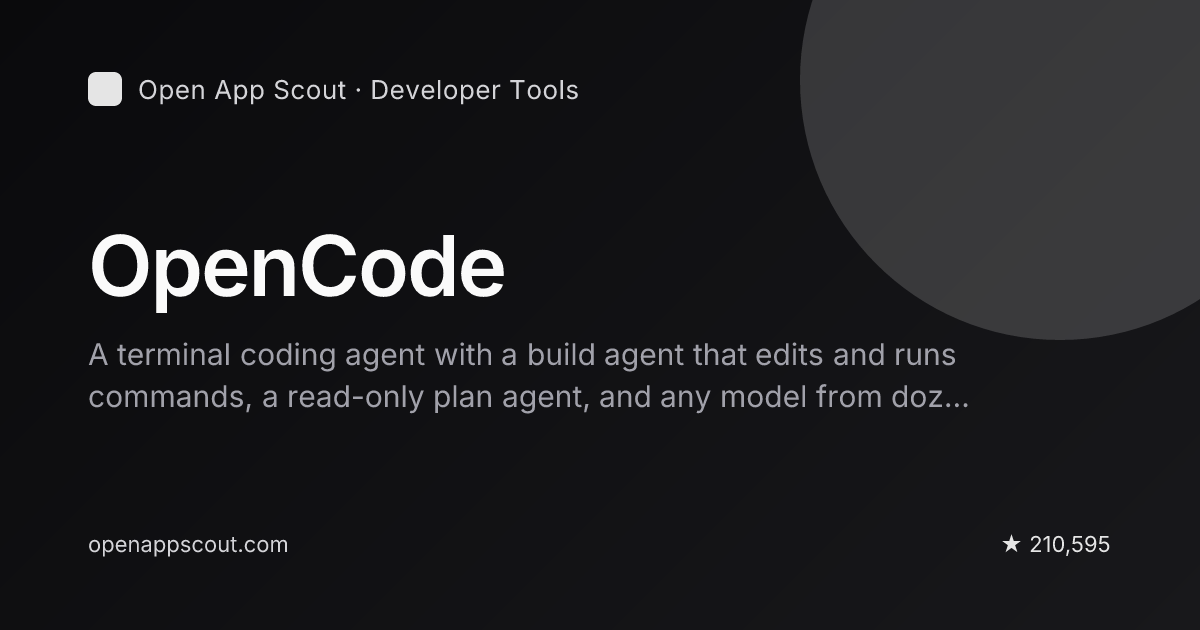 Open App Scout · Developer Tools
OpenCode
A terminal coding agent with a build agent that edits and runs
commands, a read-only plan agent, and any model from doz...
openappscout.com
★ 210,595